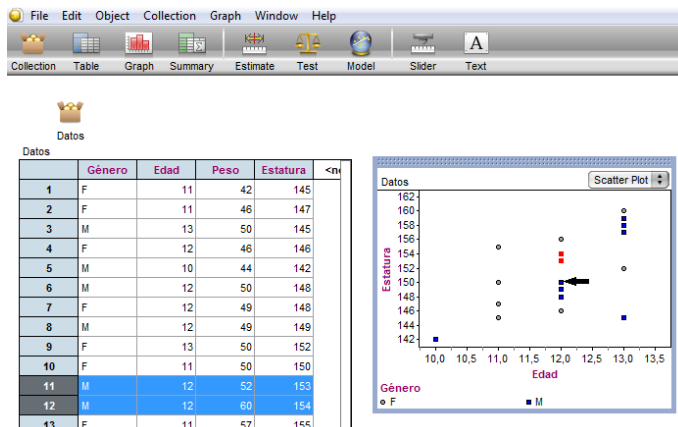 File Edit Object Collection Graph Window Help
Collection Table Graph Summary Estimate Test Model Slider Text
A
Datos
Datos
Género Edad Peso Estatura <ne
1 F 11 42 145
2 F 11 46 147
3 M 13 50 145
4 F 12 46 146
5 M 10 44 142
6 M 12 50 148
7 F 12 49 148
8 M 12 49 149
9 F 13 50 152
10 F 11 50 150
11 M 12 52 153
12 M 12 60 154
13 F 11 57 155
Datos Scatter Plot
162
160
158
156
154
152
150
148
146
144
142
Estatura
10,0 10,5 11,0 11,5 12,0 12,5 13,0 13,5
Edad
Género
F M